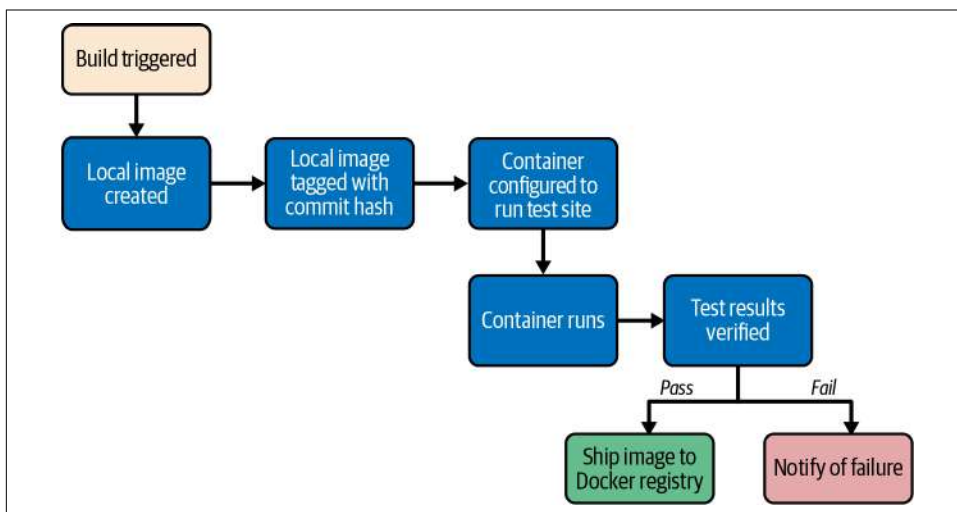 Build triggered
Local image
created
Local image
tagged with
commit hash
Container
configured to
run test site
Container runs
Test results
verified
Pass
Fail
Ship image to
Docker registry
Notify of failure